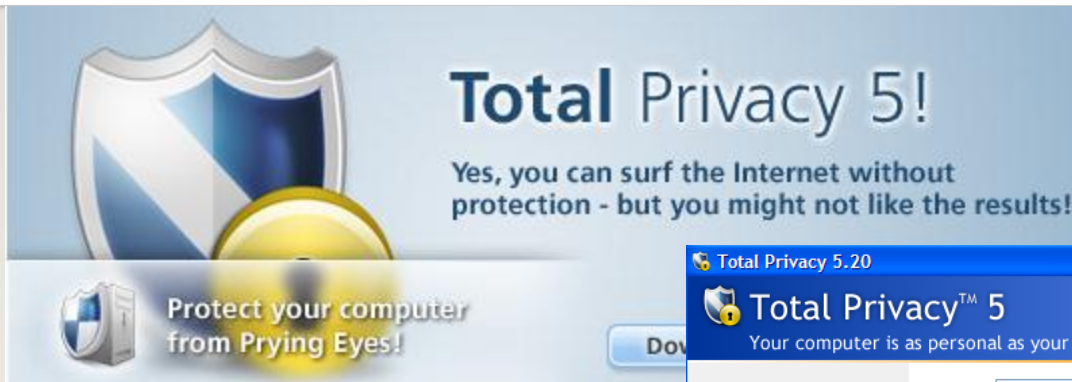 Total Privacy 5!
Yes, you can surf the Internet without
protection - but you might not like the results!
Protect your computer
from Prying Eyes!
Total Privacy 5.20
Total Privacy™ 5
Your computer is as personal as your